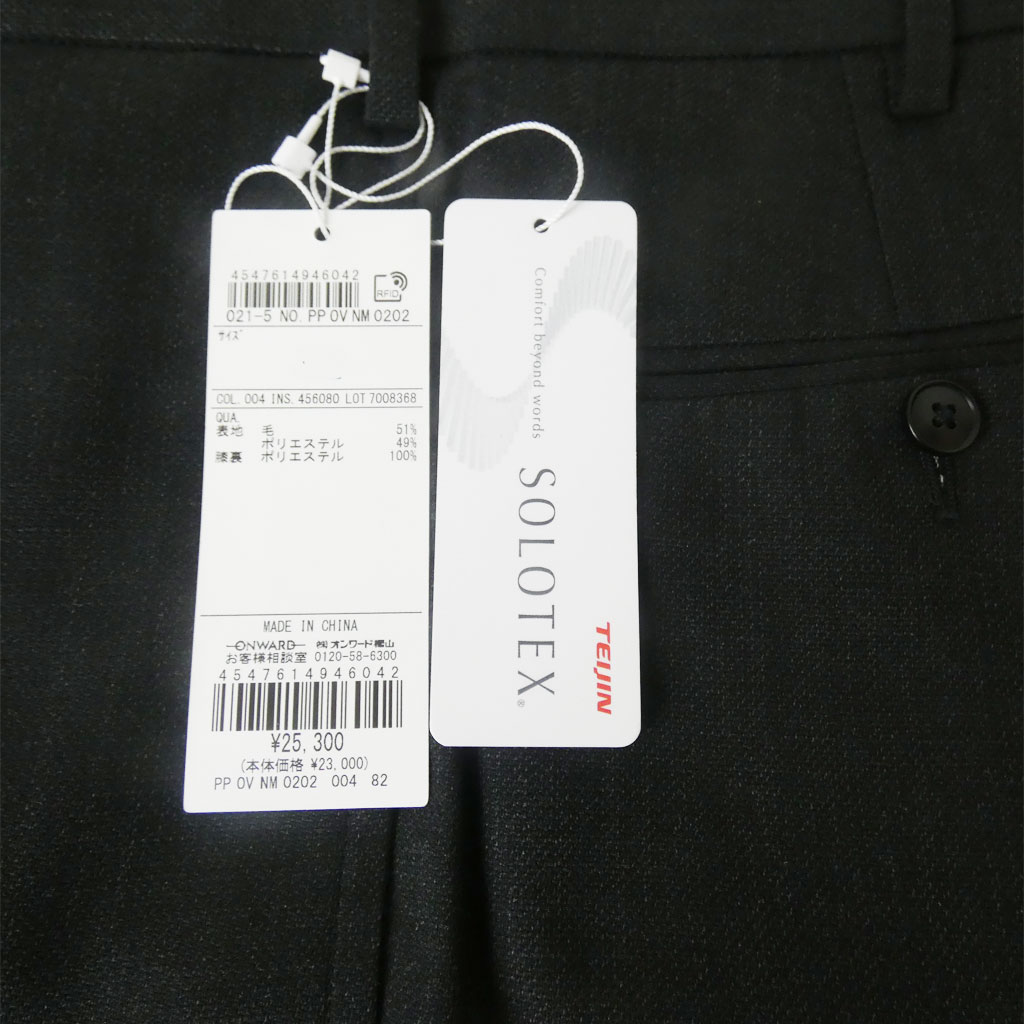 4547614946042
RFID
021-5 NO. PP OV NM 0202
サイズ
COL. 004 INS. 456080 LOT 7008368
QUA.
表地 毛 51%
ポリエステル 49%
膝裏 ポリエステル 100%
MADE IN CHINA
ONWARD ㈱オンワード樫山
お客様相談室 0120-58-6300
4547614946042
¥25,300
(本体価格 ¥23,000)
PP OV NM 0202 004 82
Comfort beyond words
SOLOTEX®
TEIJIN